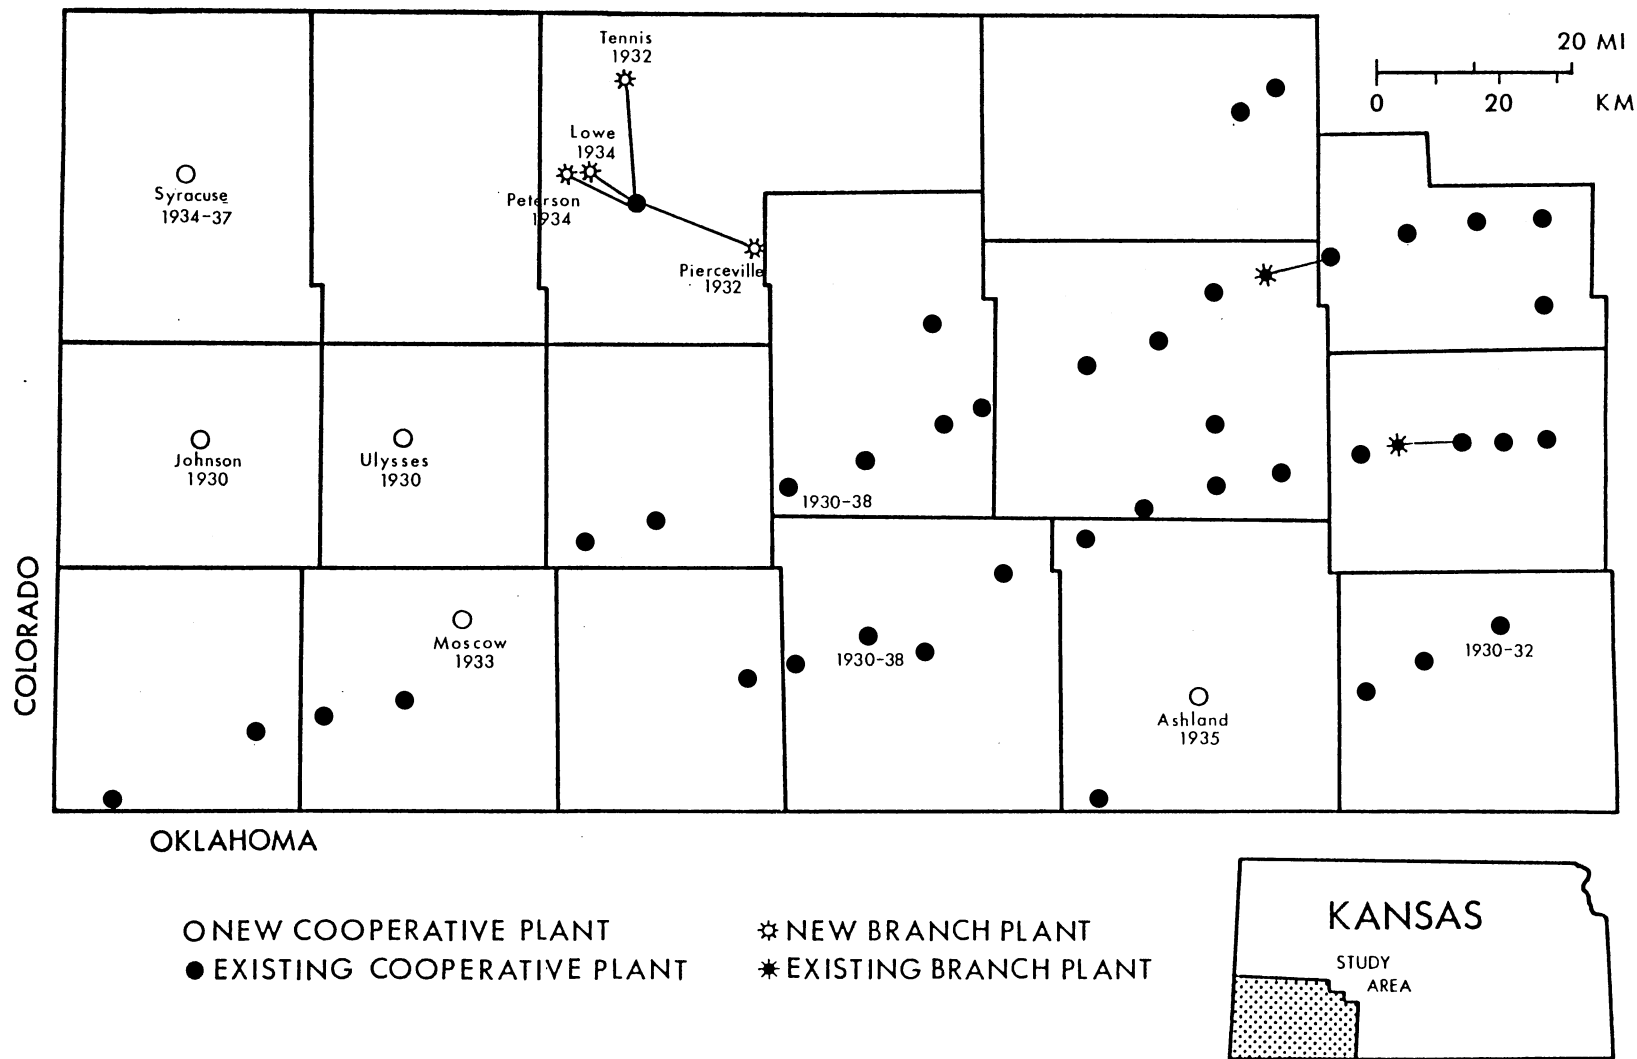 Tennis
1932
20 MI
0 20 KM
Lowe
1934
Peterson
1934
Syracuse
1934-37
Pierceville
1932
Johnson
1930
Ulysses
1930
1930-38
COLORADO
Moscow
1933
1930-38
1930-32
Ashland
1935
OKLAHOMA
NEW COOPERATIVE PLANT
EXISTING COOPERATIVE PLANT
NEW BRANCH PLANT
EXISTING BRANCH PLANT
KANSAS
STUDY
AREA